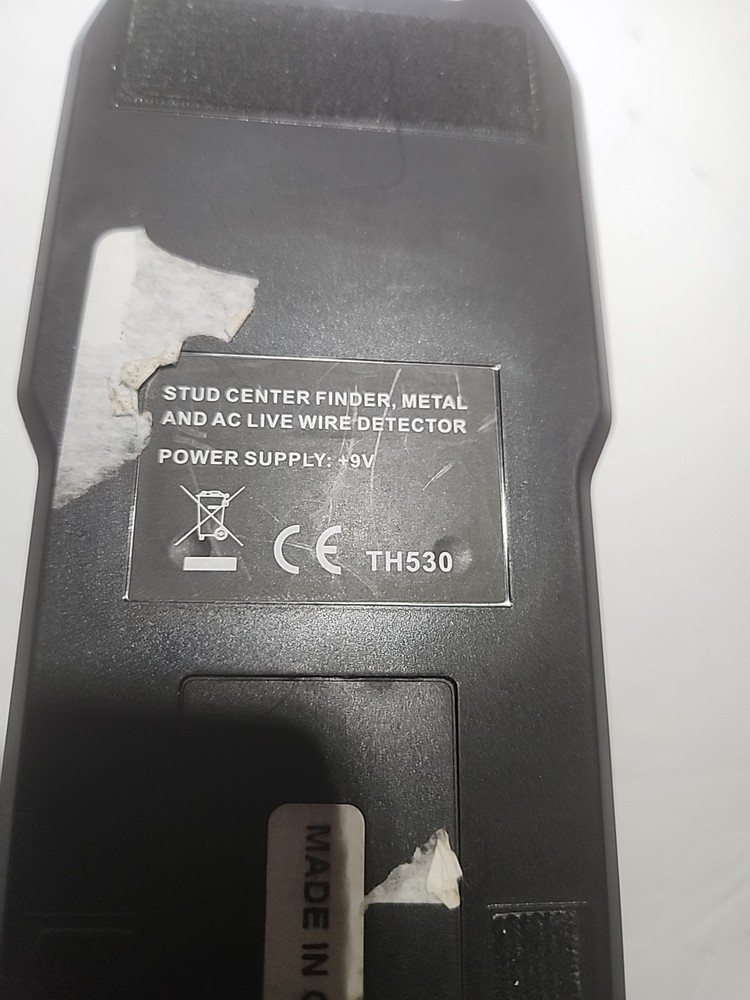 STUD CENTER FINDER, METAL
AND AC LIVE WIRE DETECTOR
POWER SUPPLY: +9V
CE TH530
MADE IN